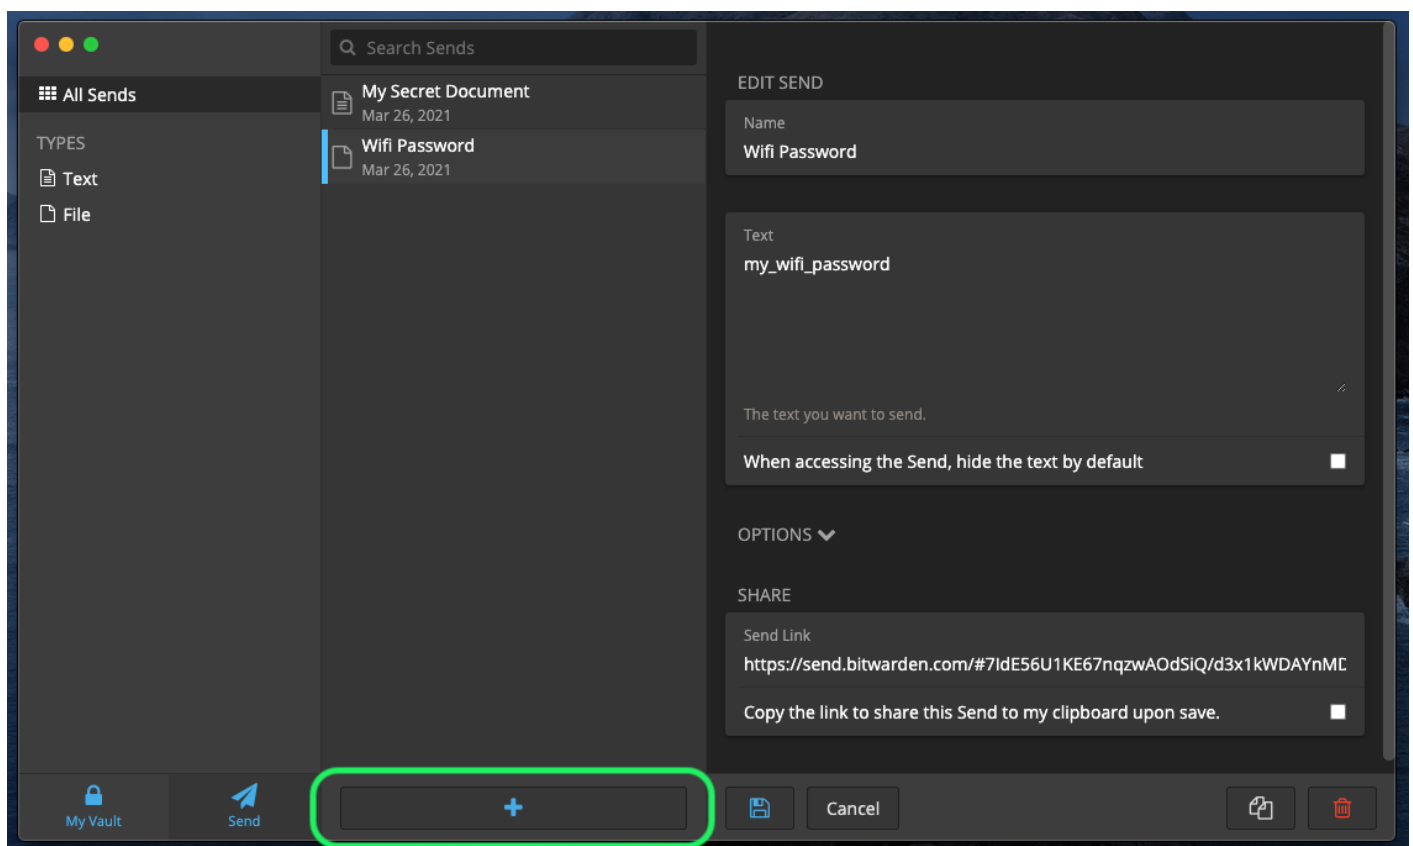 All Sends
TYPES
Text
File
My Vault
Send
Search Sends
My Secret Document
Mar 26, 2021
Wifi Password
Mar 26, 2021
EDIT SEND
Name
Wifi Password
Text
my_wifi_password
The text you want to send.
When accessing the Send, hide the text by default
OPTIONS
SHARE
Send Link
https://send.bitwarden.com/#7IdE56U1KE67nqzwAOdSiQ/d3x1kWDAYnMD
Copy the link to share this Send to my clipboard upon save.
Cancel